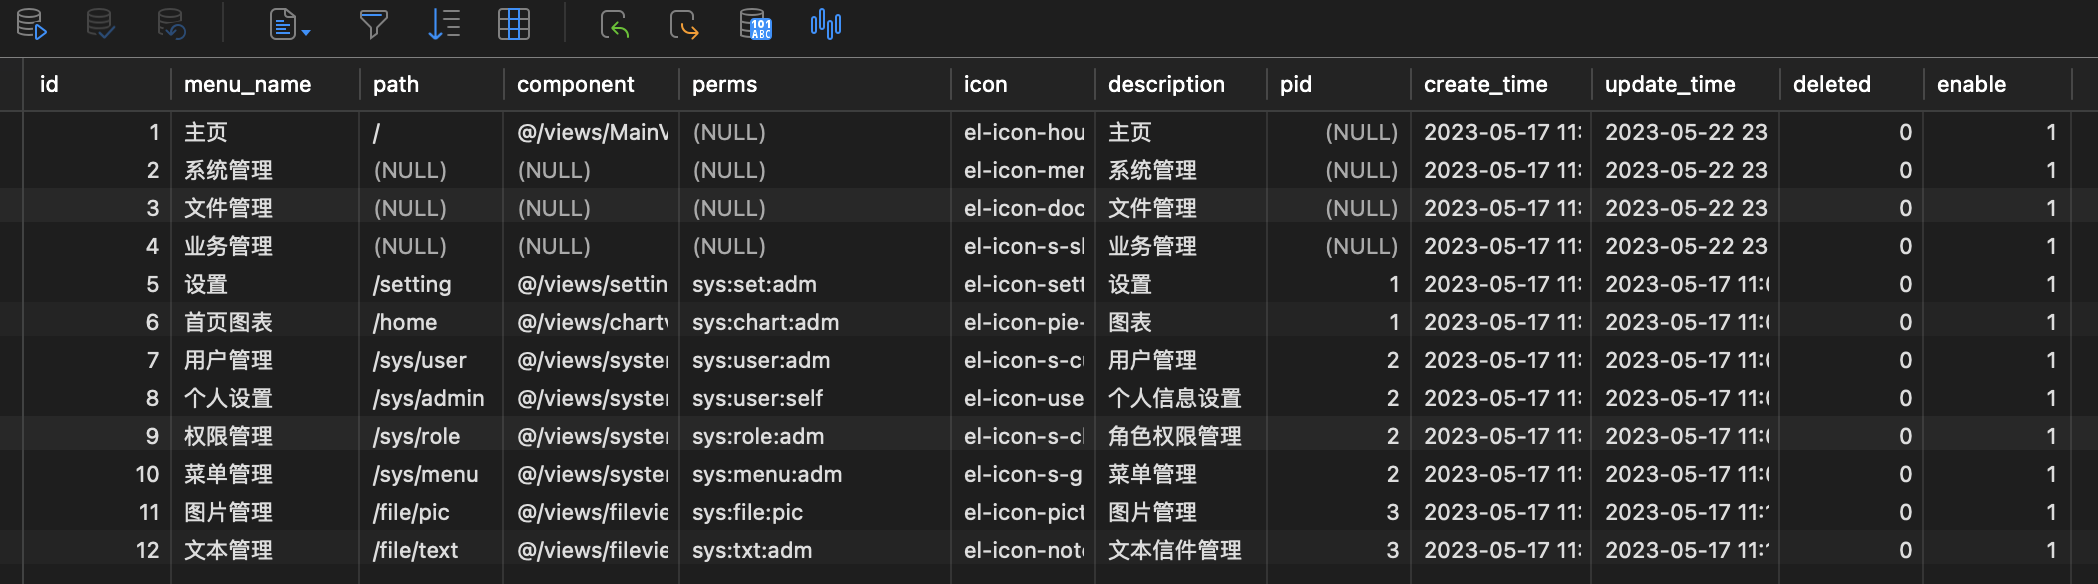 101
ABC
id menu_name path component perms icon description pid create_time update_time deleted enable
1 主页 / @/views/MainV (NULL) el-icon-hou 主页 (NULL) 2023-05-17 11: 2023-05-22 23 0 1
2 系统管理 (NULL) (NULL) (NULL) el-icon-mer 系统管理 (NULL) 2023-05-17 11: 2023-05-22 23 0 1
3 文件管理 (NULL) (NULL) (NULL) el-icon-doc 文件管理 (NULL) 2023-05-17 11: 2023-05-22 23 0 1
4 业务管理 (NULL) (NULL) (NULL) el-icon-s-sl 业务管理 (NULL) 2023-05-17 11: 2023-05-22 23 0 1
5 设置 /setting @/views/settin sys:set:adm el-icon-sett 设置 1 2023-05-17 11: 2023-05-17 11:0 0 1
6 首页图表 /home @/views/chartv sys:chart:adm el-icon-pie- 图表 1 2023-05-17 11: 2023-05-17 11:0 0 1
7 用户管理 /sys/user @/views/syster sys:user:adm el-icon-s-cu 用户管理 2 2023-05-17 11: 2023-05-17 11:0 0 1
8 个人设置 /sys/admin @/views/syster sys:user:self el-icon-use 个人信息设置 2 2023-05-17 11: 2023-05-17 11:0 0 1
9 权限管理 /sys/role @/views/syster sys:role:adm el-icon-s-cl 角色权限管理 2 2023-05-17 11: 2023-05-17 11:0 0 1
10 菜单管理 /sys/menu @/views/syster sys:menu:adm el-icon-s-g 菜单管理 2 2023-05-17 11: 2023-05-17 11:0 0 1
11 图片管理 /file/pic @/views/filevie sys:file:pic el-icon-pict 图片管理 3 2023-05-17 11: 2023-05-17 11:1 0 1
12 文本管理 /file/text @/views/filevie sys:txt:adm el-icon-note 文本信件管理 3 2023-05-17 11: 2023-05-17 11:1 0 1